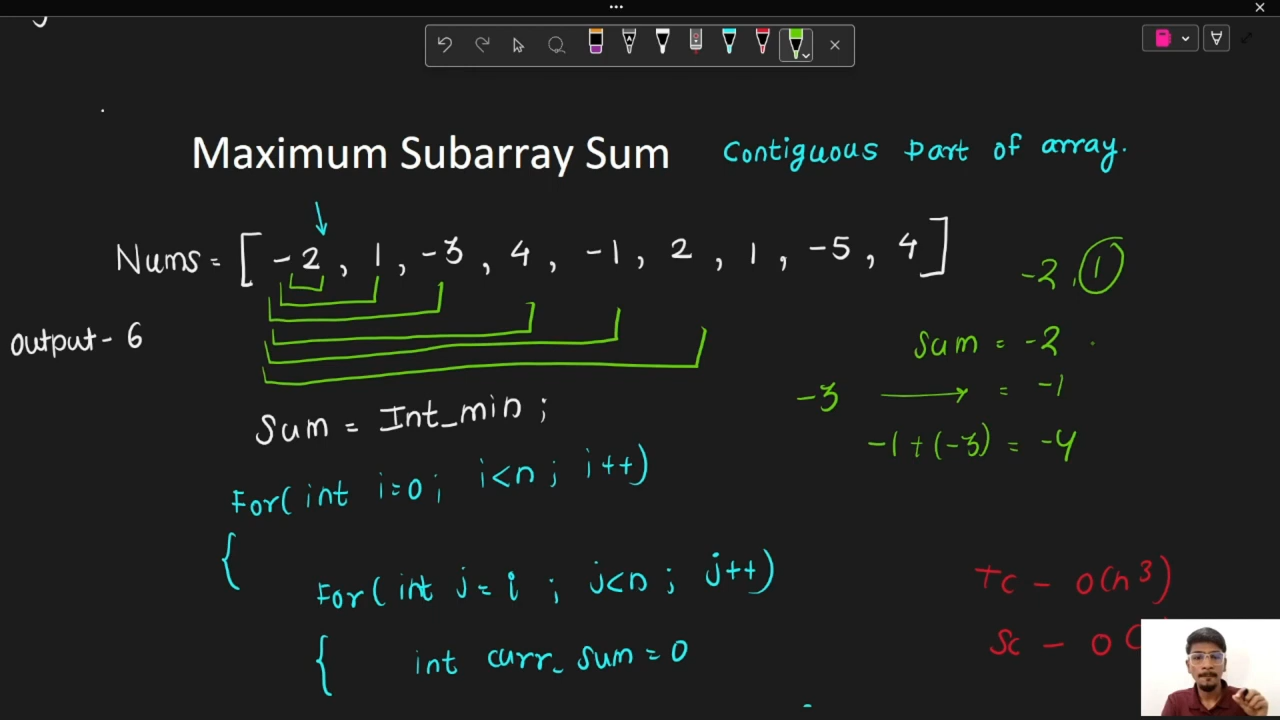 Maximum Subarray Sum Contiguous Part of array.
Nums = [ -2 , 1 , -3 , 4 , -1 , 2 , 1 , -5 , 4 ]
-2 , 1
output - 6
Sum = -2
-3 → = -1
Sum = Int_min ;
-1 + (-3) = -4
For( int i=0 ; i<n ; i++)
{
For( int j = i ; j<n ; j++)
TC - O(n³)
{ int curr_sum = 0
SC - O(